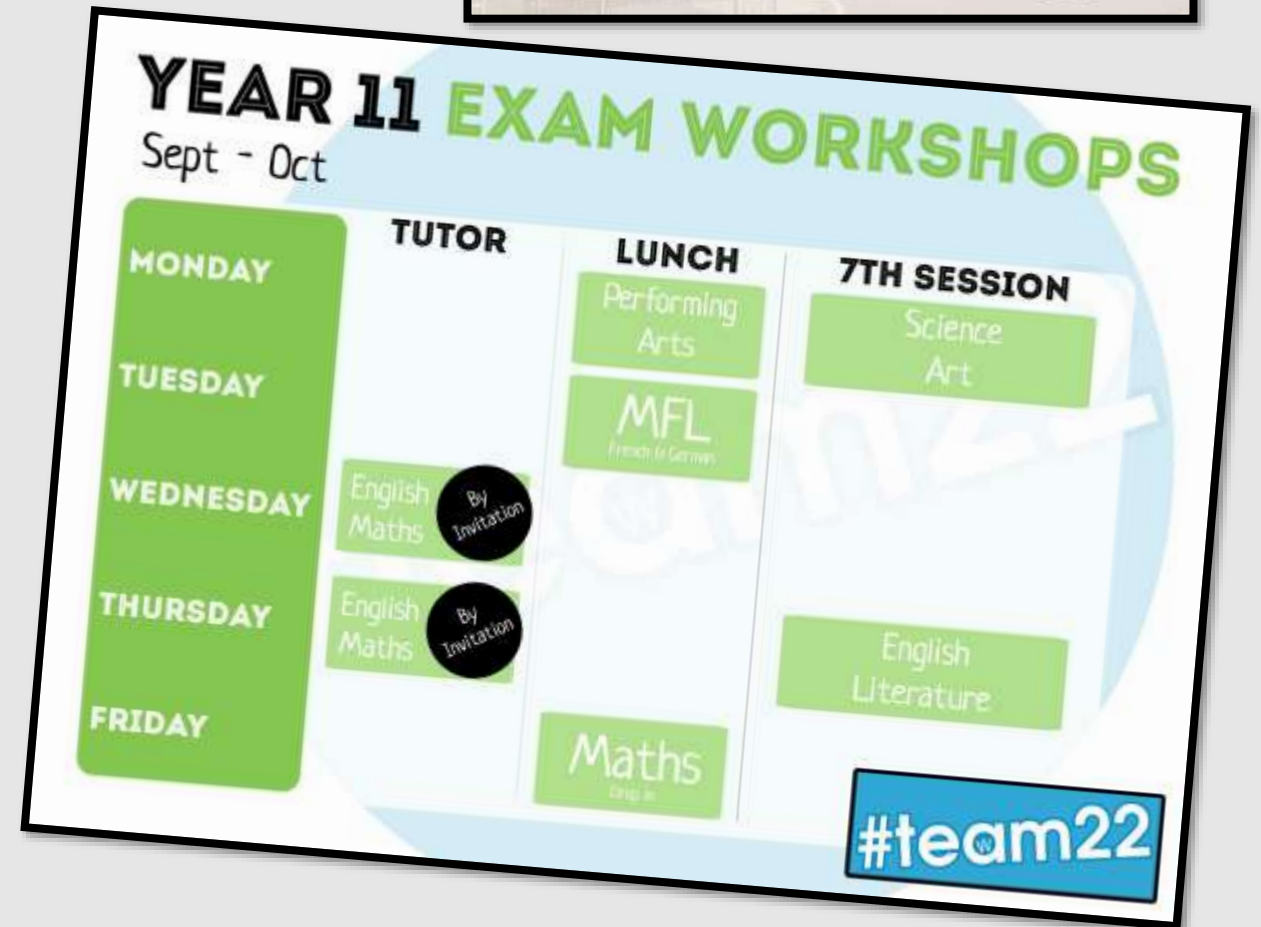 YEAR 11 EXAM WORKSHOPS
Sept - Oct
TUTOR
LUNCH
7TH SESSION
MONDAY
Performing
Arts
Science
Art
TUESDAY
MFL
French & German
WEDNESDAY
English
Maths
By
Invitation
THURSDAY
English
Maths
By
Invitation
English
Literature
FRIDAY
Maths
Drop in
#team22
team22